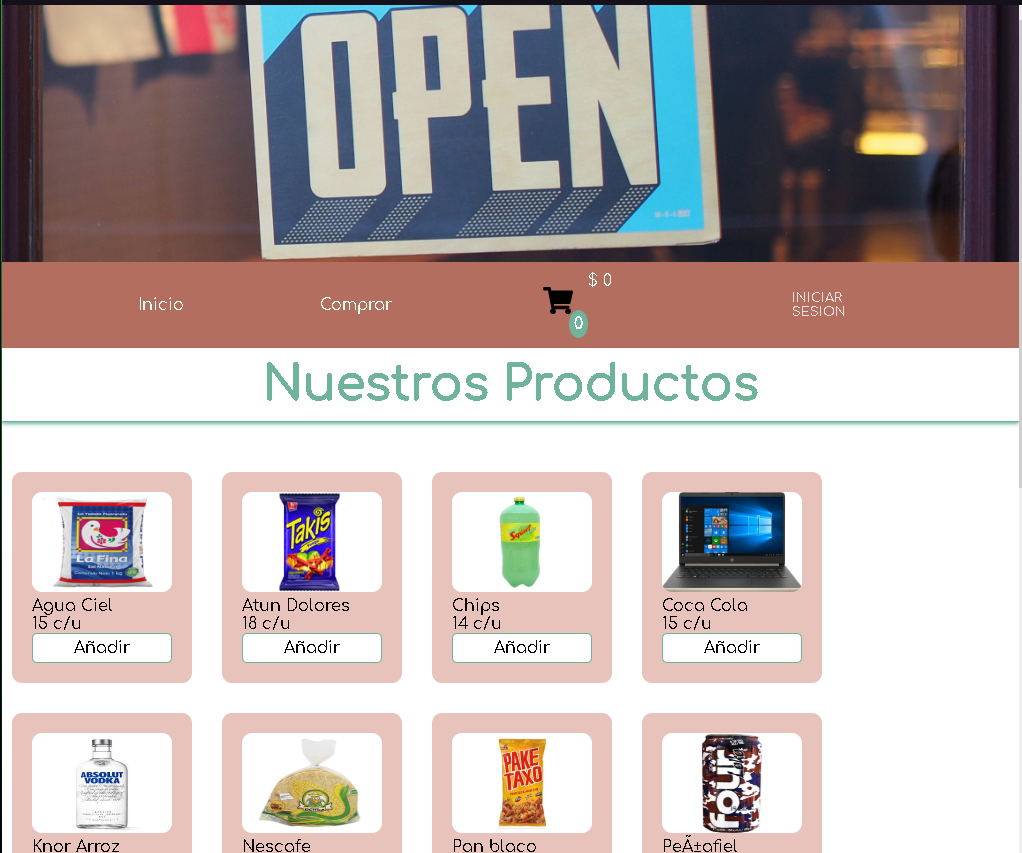 OPEN
$ 0
Inicio
Comprar
0
INICIAR
SESION
Nuestros Productos
La Fina
Takis
Squirt
Agua Ciel
Atun Dolores
Chips
Coca Cola
15 c/u
18 c/u
14 c/u
15 c/u
Añadir
Añadir
Añadir
Añadir
ABSOLUT
VODKA
PAKE
TAXO
FOUR
Knor Arroz
Nescafe
Pan blaco
PeÃ±afiel